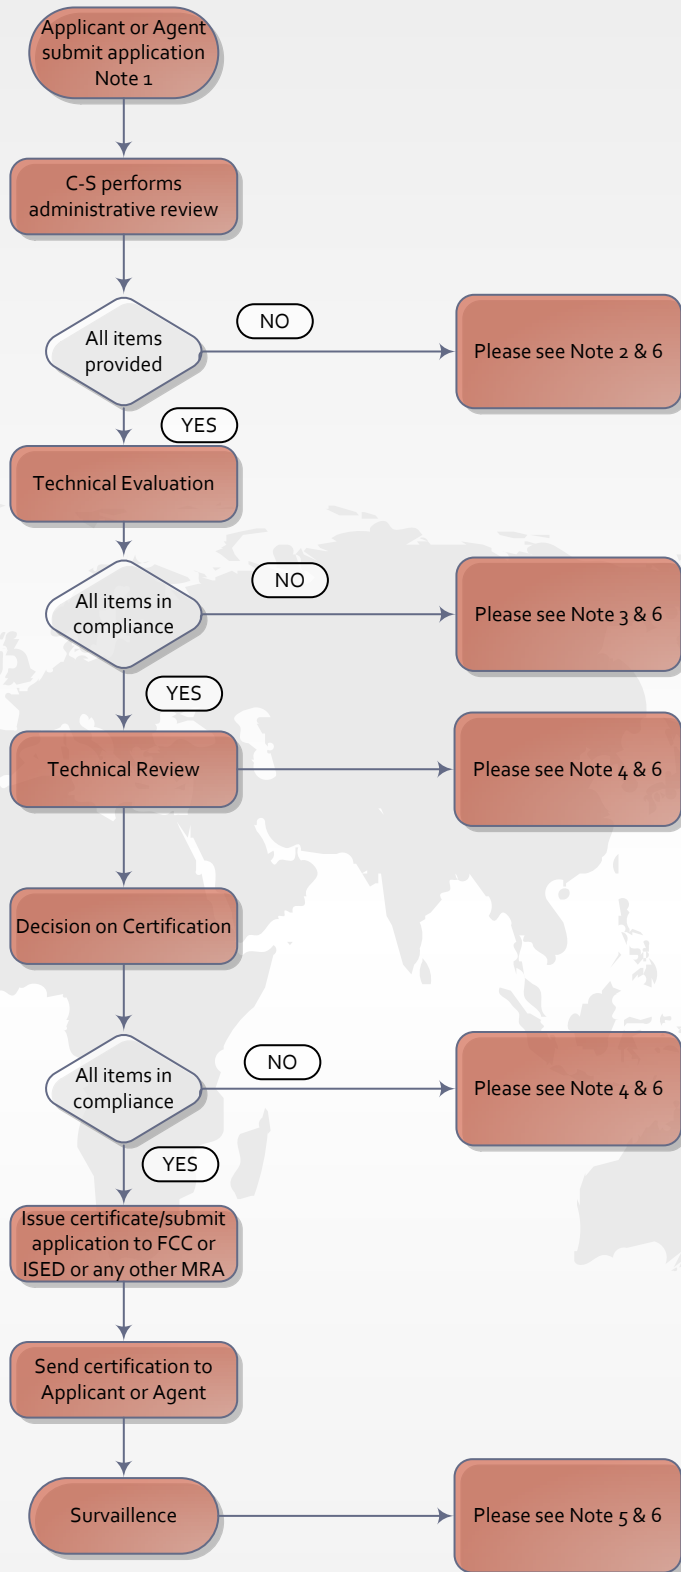 Applicant or Agent
submit application
Note 1
C-S performs
administrative review
All items
provided
NO
Please see Note 2 & 6
YES
Technical Evaluation
All items in
compliance
NO
Please see Note 3 & 6
YES
Technical Review
Please see Note 4 & 6
Decision on Certification
All items in
compliance
NO
Please see Note 4 & 6
YES
Issue certificate/submit
application to FCC or
ISED or any other MRA
Send certification to
Applicant or Agent
Survaillence
Please see Note 5 & 6